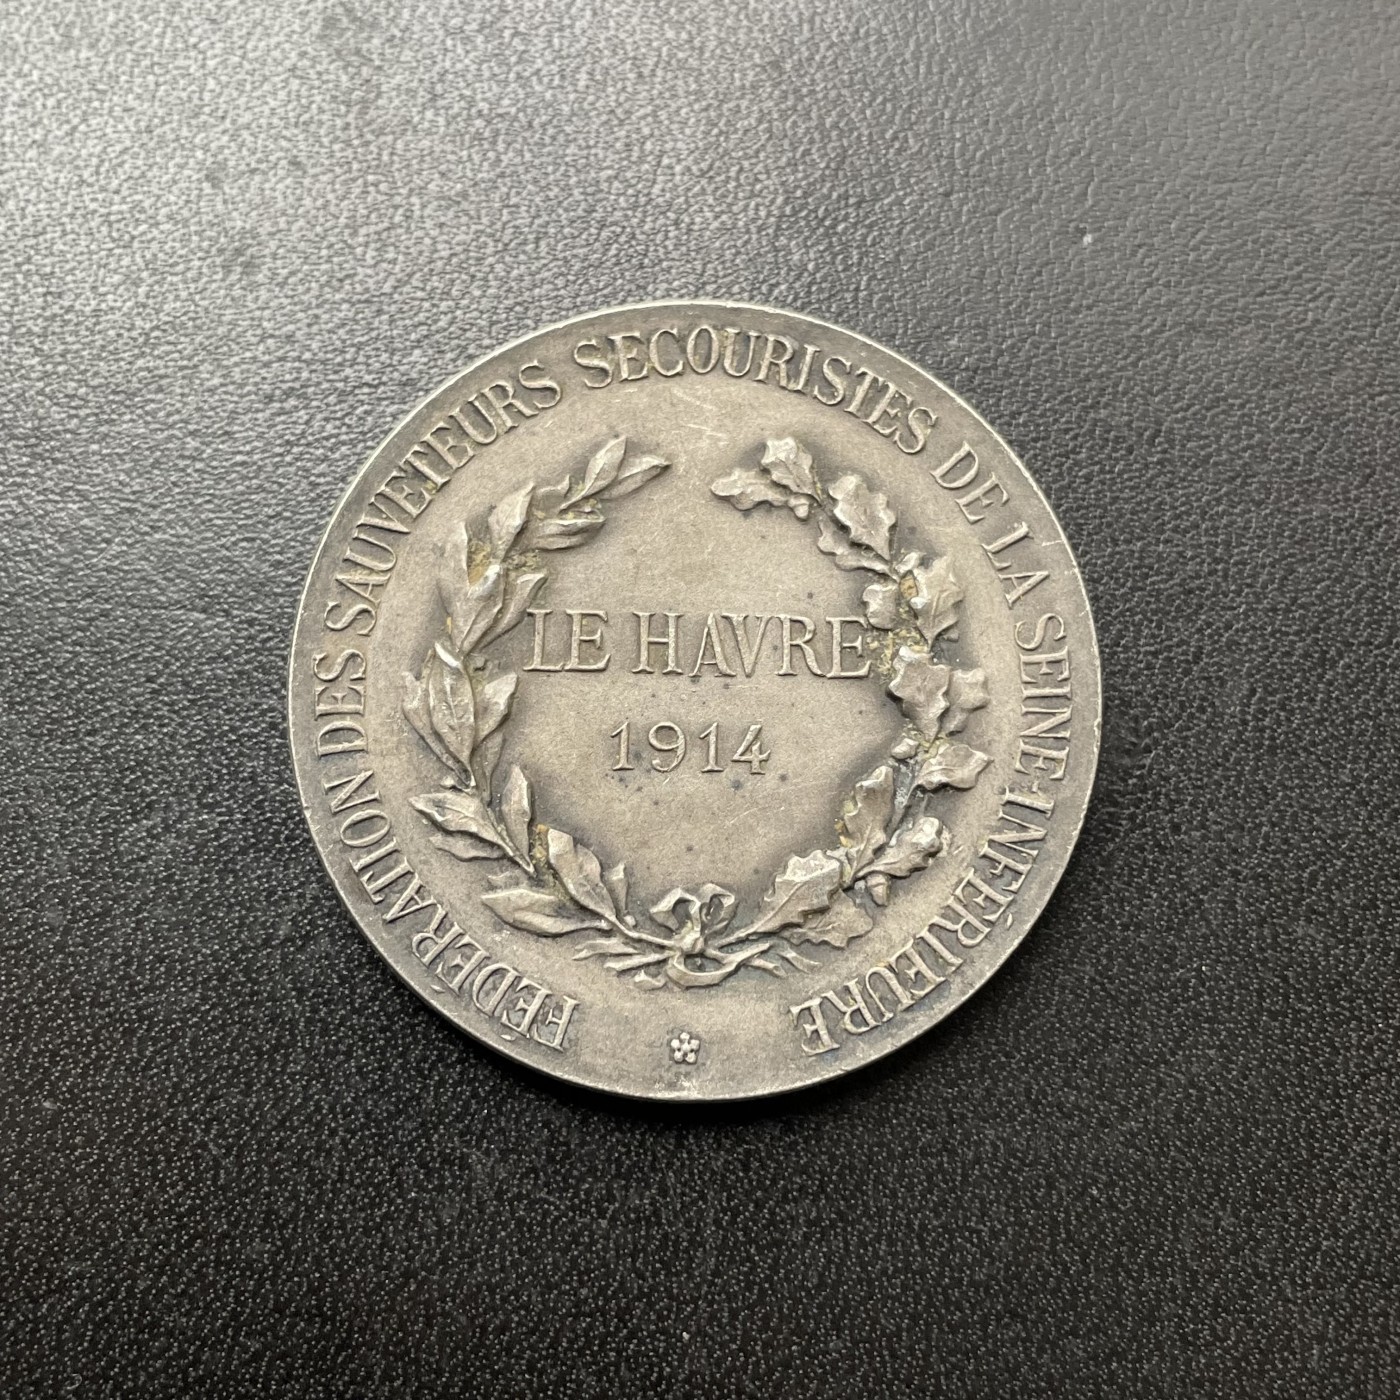 FÉDÉRATION DES SAUVETEURS SECOURISTES DE LA SEINE-INFÉRIEURE
LE HAVRE
1914